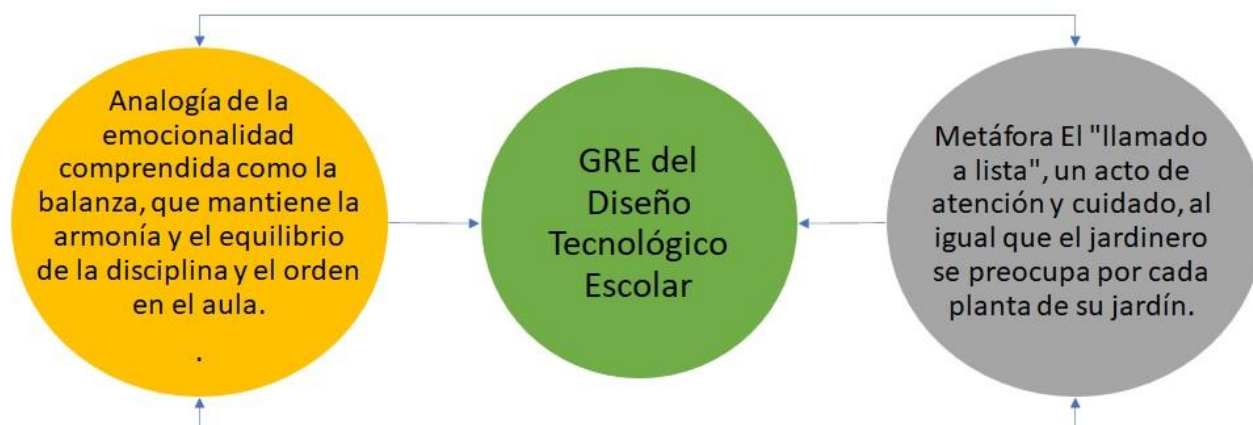 Analogía de la
emocionalidad
comprendida como la
balanza, que mantiene la
armonía y el equilibrio
de la disciplina y el orden
en el aula.
.
GRE del
Diseño
Tecnológico
Escolar
Metáfora El "llamado
a lista", un acto de
atención y cuidado, al
igual que el jardinero
se preocupa por cada
planta de su jardín.